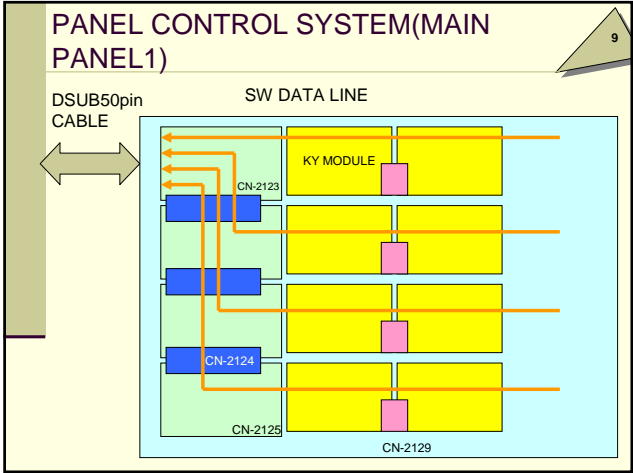 PANEL CONTROL SYSTEM(MAIN
PANEL1)
9
DSUB50pin
CABLE
SW DATA LINE
KY MODULE
CN-2123
CN-2124
CN-2125
CN-2129